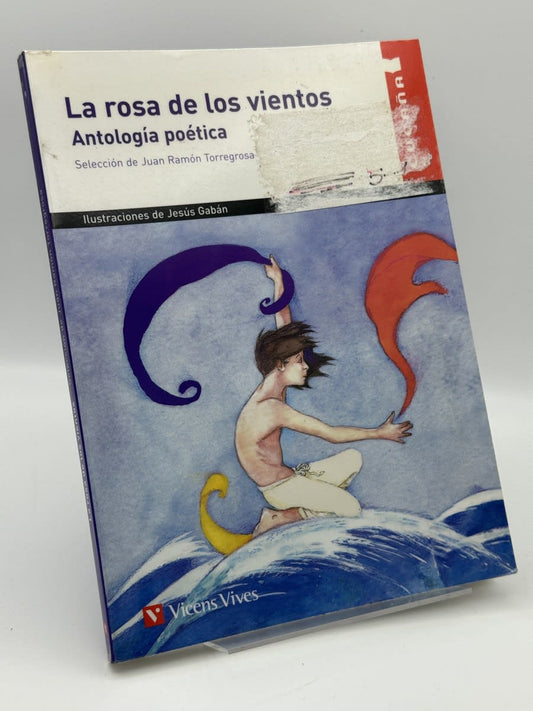 La rosa de los vientos
Antología poética
Selección de Juan Ramón Torregrosa
Ilustraciones de Jesús Gabán
Vicens Vives